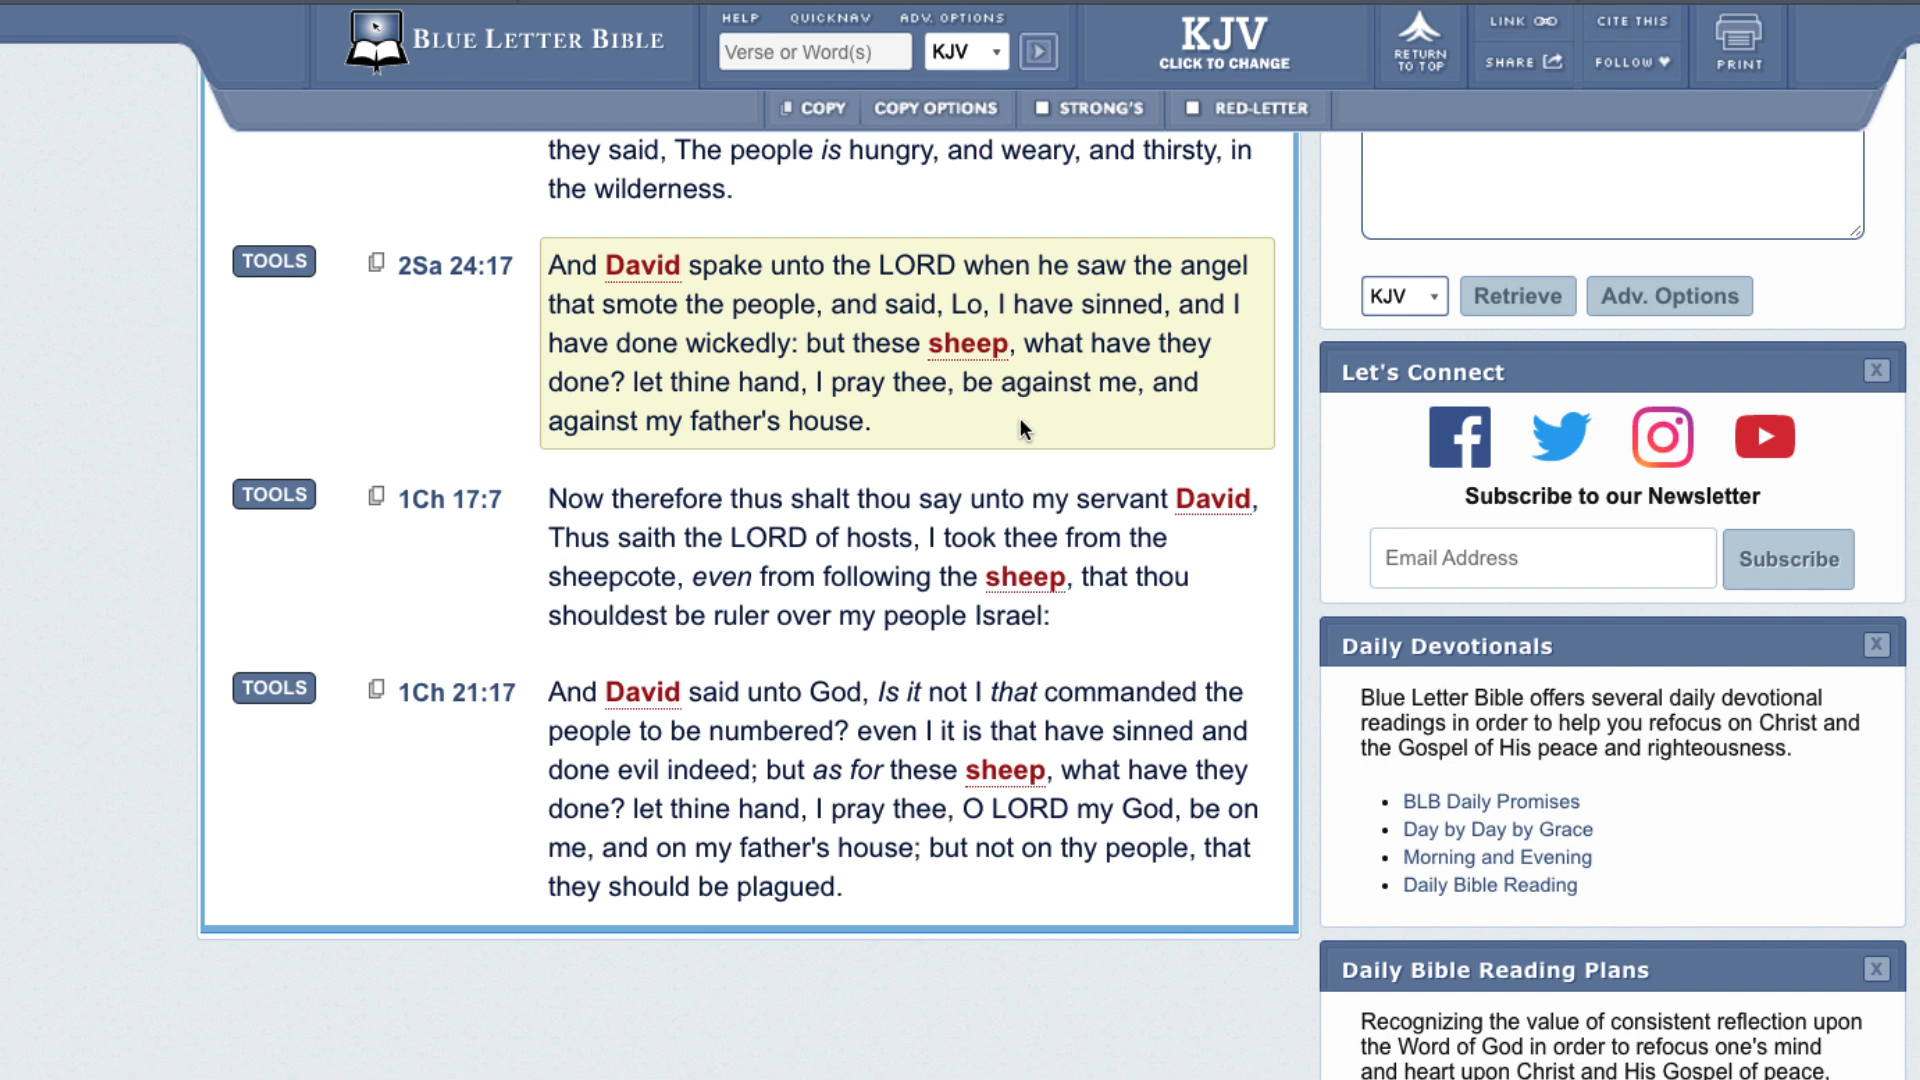 BLUE LETTER BIBLE
HELP QUICKNAV ADV. OPTIONS
Verse or Word(s) KJV
KJV
CLICK TO CHANGE
RETURN
TO TOP
LINK
CITE THIS
SHARE
FOLLOW
PRINT
COPY COPY OPTIONS STRONG'S RED-LETTER
they said, The people is hungry, and weary, and thirsty, in
the wilderness.
TOOLS 2Sa 24:17
And David spake unto the LORD when he saw the angel
that smote the people, and said, Lo, I have sinned, and I
have done wickedly: but these sheep, what have they
done? let thine hand, I pray thee, be against me, and
against my father's house.
TOOLS 1Ch 17:7
Now therefore thus shalt thou say unto my servant David,
Thus saith the LORD of hosts, I took thee from the
sheepcote, even from following the sheep, that thou
shouldest be ruler over my people Israel:
TOOLS 1Ch 21:17
And David said unto God, Is it not I that commanded the
people to be numbered? even I it is that have sinned and
done evil indeed; but as for these sheep, what have they
done? let thine hand, I pray thee, O LORD my God, be on
me, and on my father's house; but not on thy people, that
they should be plagued.
KJV Retrieve Adv. Options
Let's Connect X
Subscribe to our Newsletter
Email Address Subscribe
Daily Devotionals X
Blue Letter Bible offers several daily devotional
readings in order to help you refocus on Christ and
the Gospel of His peace and righteousness.
• BLB Daily Promises
• Day by Day by Grace
• Morning and Evening
• Daily Bible Reading
Daily Bible Reading Plans X
Recognizing the value of consistent reflection upon
the Word of God in order to refocus one's mind
and heart upon Christ and His Gospel of peace,